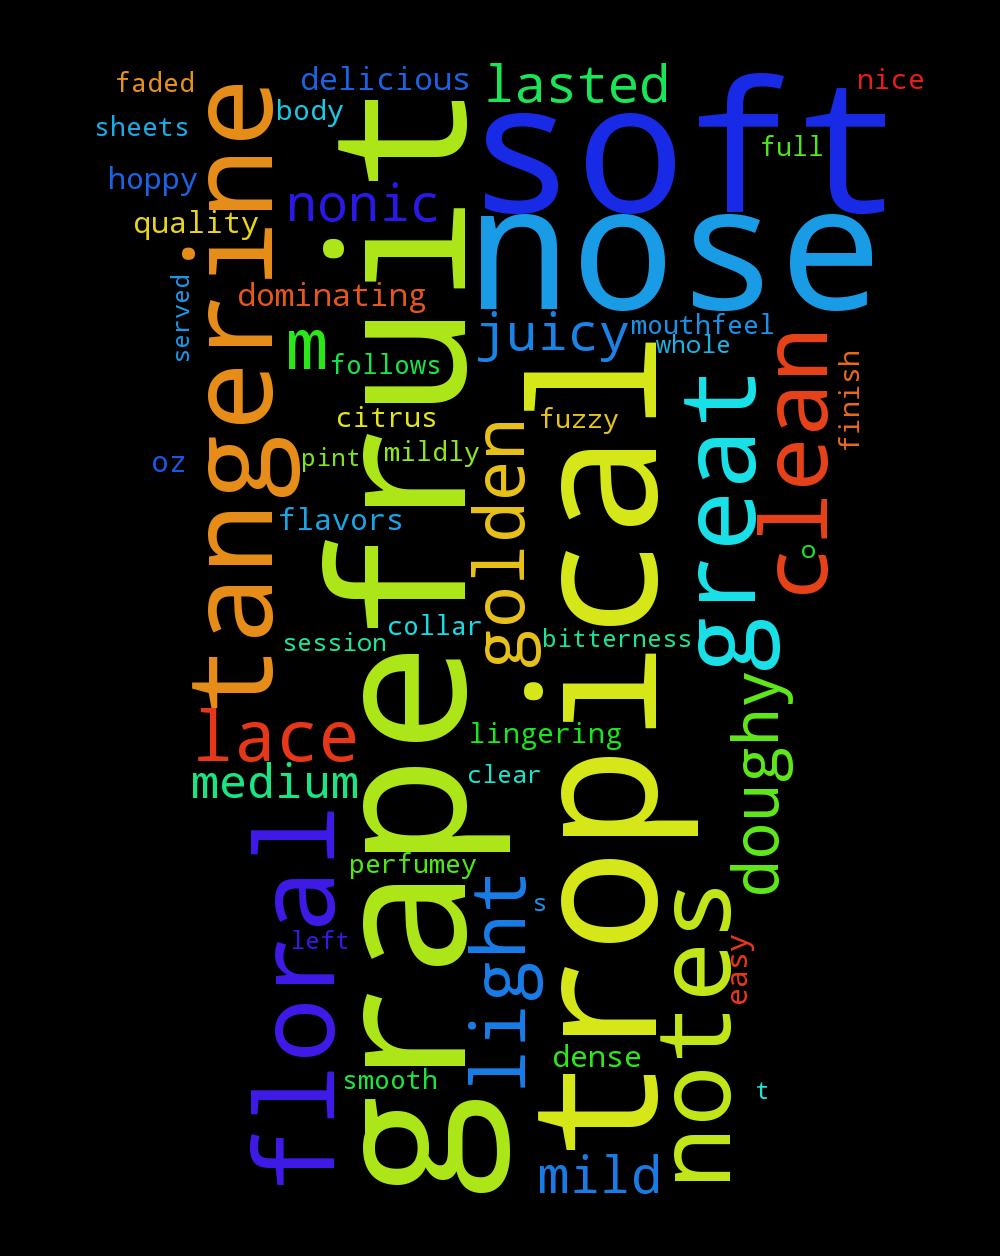 faded
delicious
lasted
nice
sheets
body
soft
full
hoppy
nonic
quality
nose
tangerine
grapefruit
served
dominating
juicy
mouthfeel
whole
m
follows
clean
finish
citrus
fuzzy
great
tropical
golden
pint
mildly
oz
flavors
o
session
collar
bitterness
lace
lingering
doughy
medium
clear
floral
perfumey
light
s
notes
left
easy
smooth
dense
t
mild